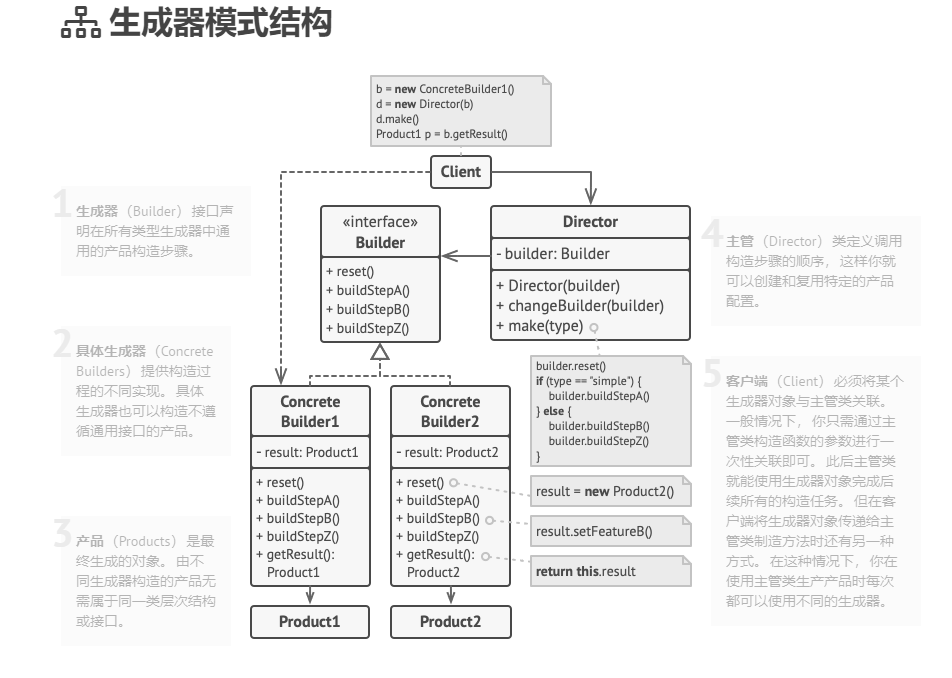 生成器模式结构
b = new ConcreteBuilder1()
d = new Director(b)
d.make()
Product1 p = b.getResult()
Client
1
生成器（Builder） 接口声
明在所有类型生成器中通
用的产品构造步骤。
«interface»
Builder
+ reset()
+ buildStepA()
+ buildStepB()
+ buildStepZ()
Director
- builder: Builder
+ Director(builder)
+ changeBuilder(builder)
+ make(type)
4
主管（Director） 类定义调用
构造步骤的顺序， 这样你就
可以创建和复用特定的产品
配置。
2
具体生成器（Concrete
Builders） 提供构造过
程的不同实现。 具体
生成器也可以构造不遵
循通用接口的产品。
builder.reset()
if (type == "simple") {
builder.buildStepA()
} else {
builder.buildStepB()
builder.buildStepZ()
}
Concrete
Builder1
- result: Product1
+ reset()
+ buildStepA()
+ buildStepB()
+ buildStepZ()
+ getResult():
Product1
Concrete
Builder2
- result: Product2
+ reset()
+ buildStepA()
+ buildStepB()
+ buildStepZ()
+ getResult():
Product2
result = new Product2()
result.setFeatureB()
return this.result
3
产品（Products） 是最
终生成的对象。 由不
同生成器构造的产品无
需属于同一类层次结构
或接口。
Product1
Product2
5
客户端（Client） 必须将某个
生成器对象与主管类关联。
一般情况下， 你只需通过主
管类构造函数的参数进行一
次性关联即可。 此后主管类
就能使用生成器对象完成后
续所有的构造任务。 但在客
户端将生成器对象传递给主
管类制造方法时还有另一种
方式。 在这种情况下， 你在
使用主管类生产产品时每次
都可以使用不同的生成器。